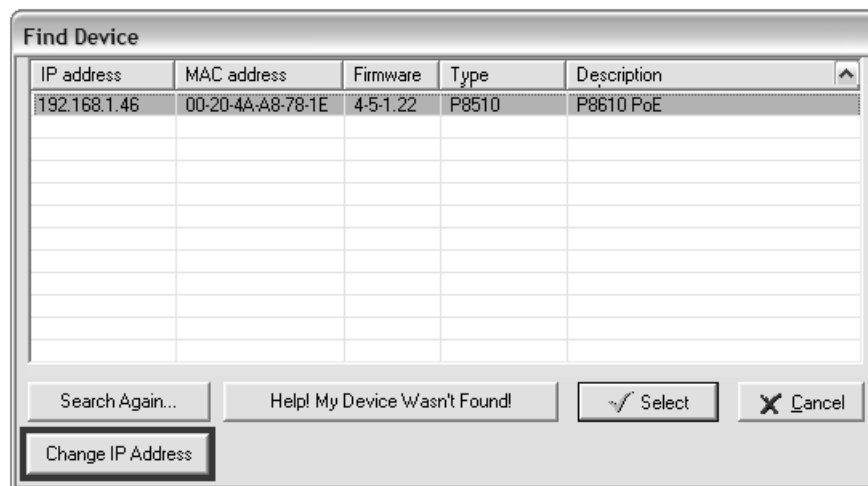 Find Device
IP address MAC address Firmware Type Description
192.168.1.46 00-20-4A-A8-78-1E 4-5-1.22 P8510 P8610 PoE
Search Again... Help! My Device Wasn't Found! Select Cancel
Change IP Address